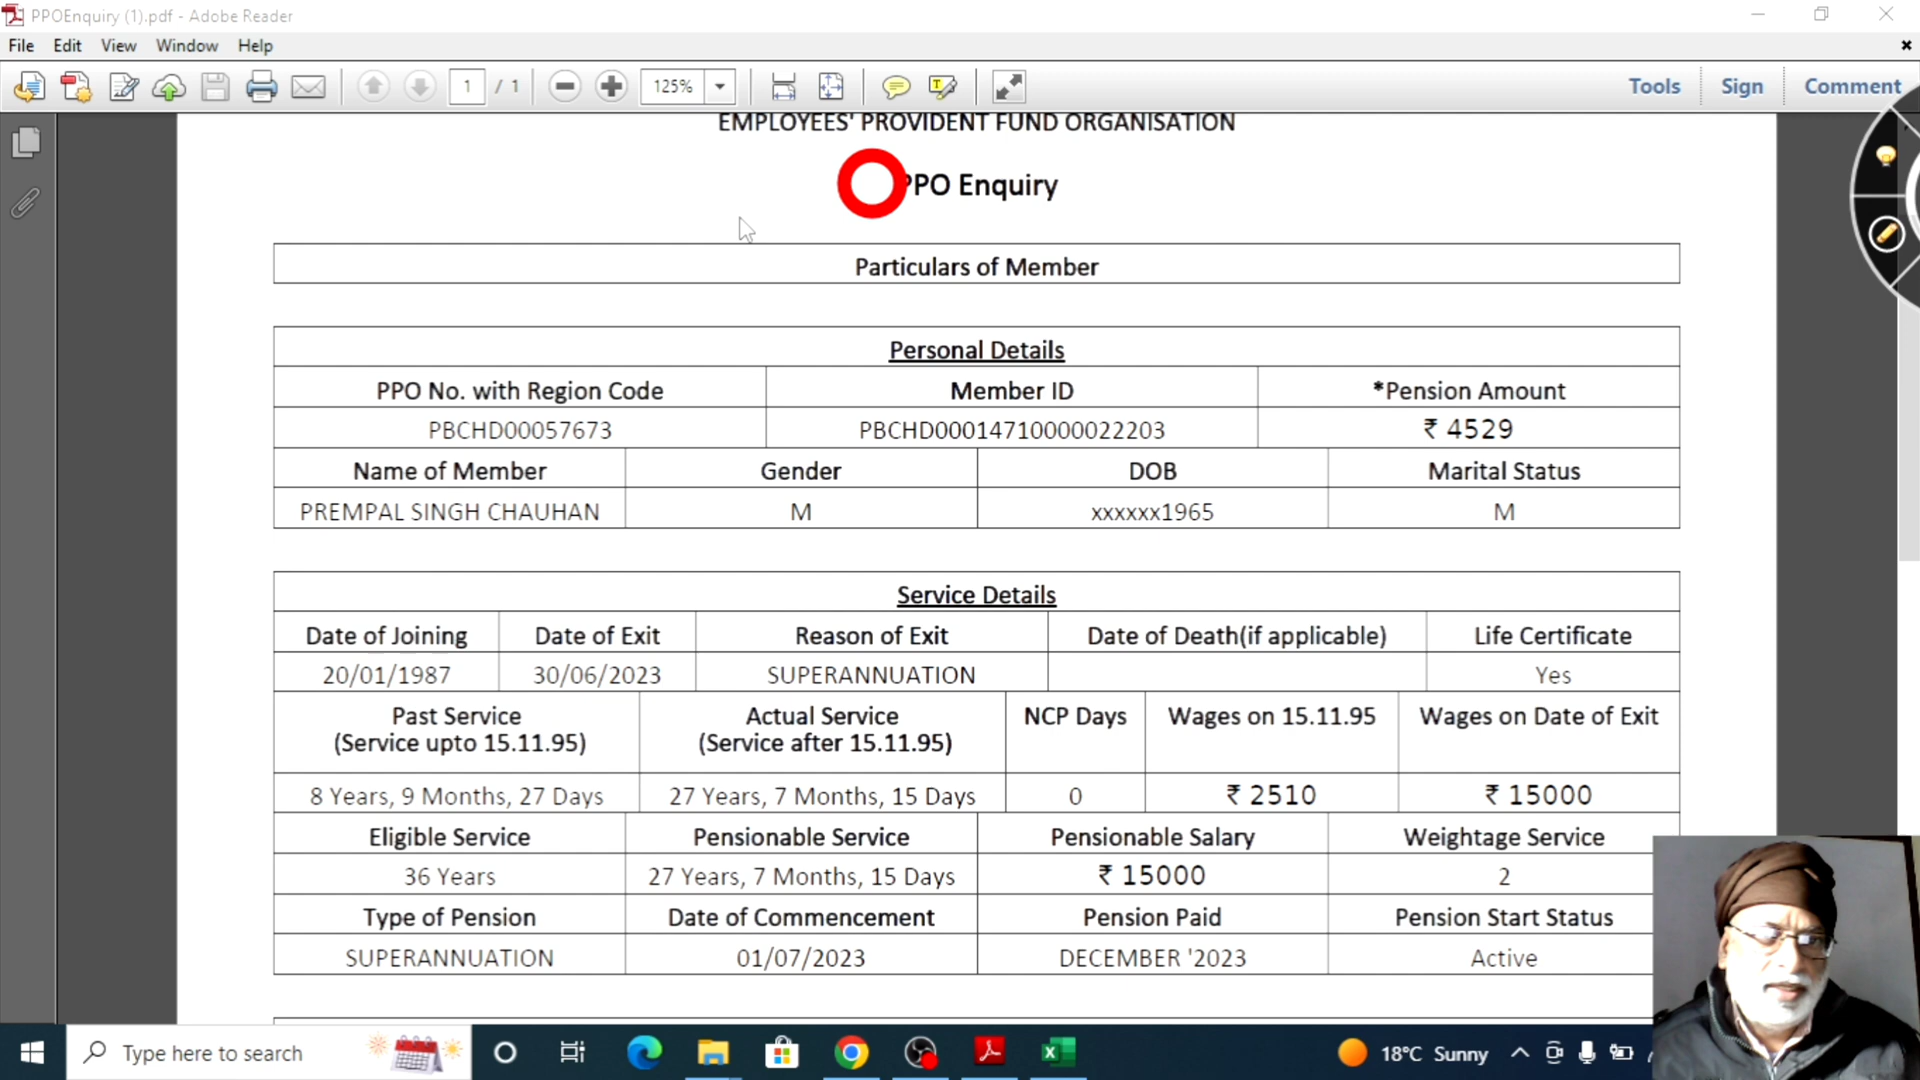 PPOEnquiry (1).pdf - Adobe Reader
File Edit View Window Help
1 / 1 125% Tools Sign Comment
EMPLOYEES' PROVIDENT FUND ORGANISATION
PPO Enquiry
Particulars of Member
Personal Details
PPO No. with Region Code Member ID *Pension Amount
PBCHD00057673 PBCHD00014710000022203 ₹ 4529
Name of Member Gender DOB Marital Status
PREMPAL SINGH CHAUHAN M xxxxxx1965 M
Service Details
Date of Joining Date of Exit Reason of Exit Date of Death(if applicable) Life Certificate
20/01/1987 30/06/2023 SUPERANNUATION Yes
Past Service Actual Service NCP Days Wages on 15.11.95 Wages on Date of Exit
(Service upto 15.11.95) (Service after 15.11.95)
8 Years, 9 Months, 27 Days 27 Years, 7 Months, 15 Days 0 ₹ 2510 ₹ 15000
Eligible Service Pensionable Service Pensionable Salary Weightage Service
36 Years 27 Years, 7 Months, 15 Days ₹ 15000 2
Type of Pension Date of Commencement Pension Paid Pension Start Status
SUPERANNUATION 01/07/2023 DECEMBER '2023 Active
Type here to search 18°C Sunny